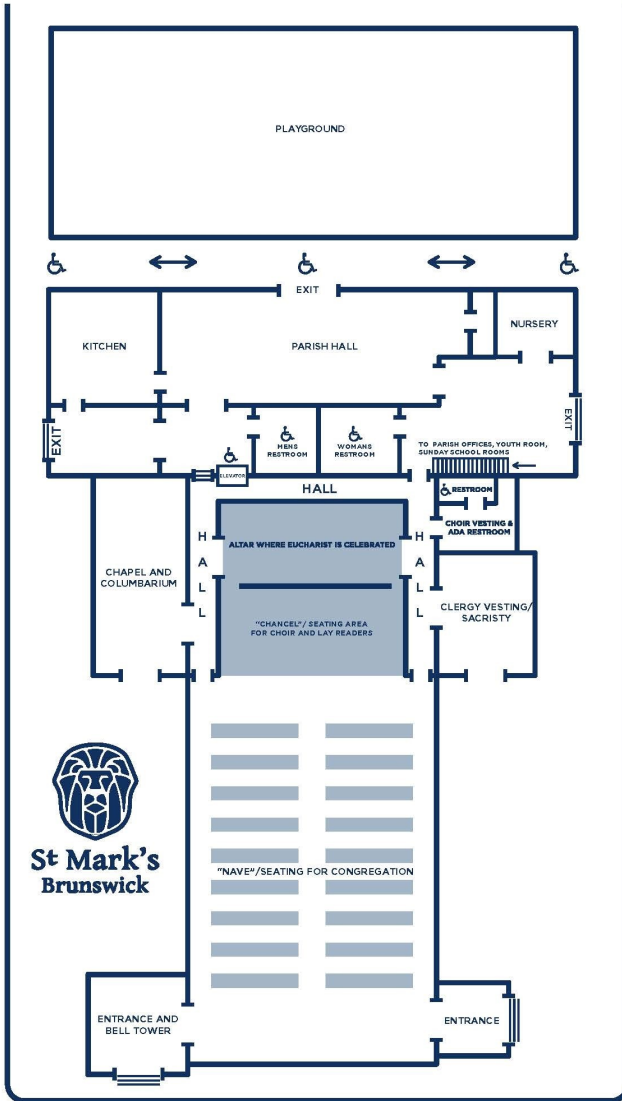 PLAYGROUND
EXIT
KITCHEN
PARISH HALL
NURSERY
EXIT
EXIT
MENS
RESTROOM
WOMANS
RESTROOM
TO PARISH OFFICES, YOUTH ROOM,
SUNDAY SCHOOL ROOMS
ELEVATOR
HALL
RESTROOM
CHOIR VESTING &
ADA RESTROOM
HALL
ALTAR WHERE EUCHARIST IS CELEBRATED
HALL
CHAPEL AND
COLUMBARIUM
"CHANCEL"/ SEATING AREA
FOR CHOIR AND LAY READERS
CLERGY VESTING/
SACRISTY
St Mark's
Brunswick
"NAVE"/SEATING FOR CONGREGATION
ENTRANCE AND
BELL TOWER
ENTRANCE